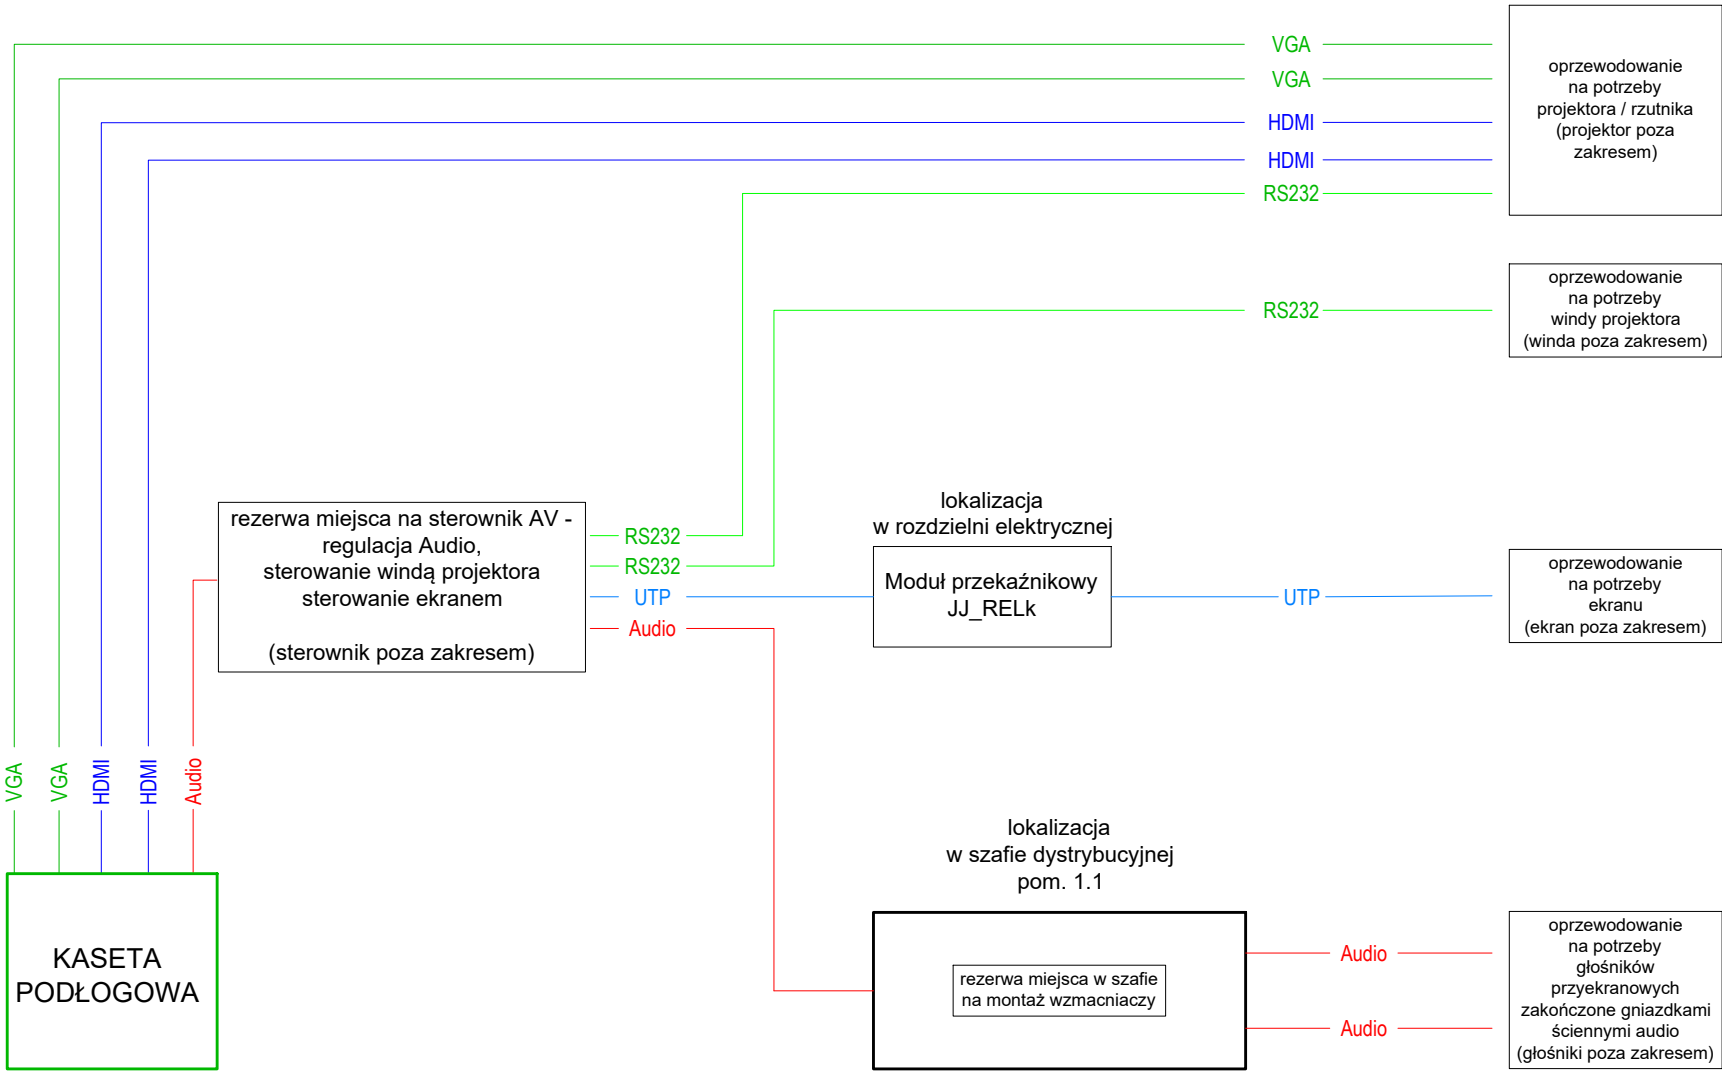 VGA
VGA
HDMI
HDMI
RS232
oprzewodowanie
na potrzeby
projektora / rzutnika
(projektor poza
zakresem)
RS232
oprzewodowanie
na potrzeby
windy projektora
(winda poza zakresem)
rezerwa miejsca na sterownik AV -
regulacja Audio,
sterowanie windą projektora
sterowanie ekranem
(sterownik poza zakresem)
RS232
RS232
UTP
Audio
lokalizacja
w rozdzielni elektrycznej
Moduł przekaźnikowy
JJ_RELk
UTP
oprzewodowanie
na potrzeby
ekranu
(ekran poza zakresem)
VGA
VGA
HDMI
HDMI
Audio
KASETA
PODŁOGOWA
lokalizacja
w szafie dystrybucyjnej
pom. 1.1
rezerwa miejsca w szafie
na montaż wzmacniaczy
Audio
Audio
oprzewodowanie
na potrzeby
głośników
przyekranowych
zakończone gniazdkami
ściennymi audio
(głośniki poza zakresem)